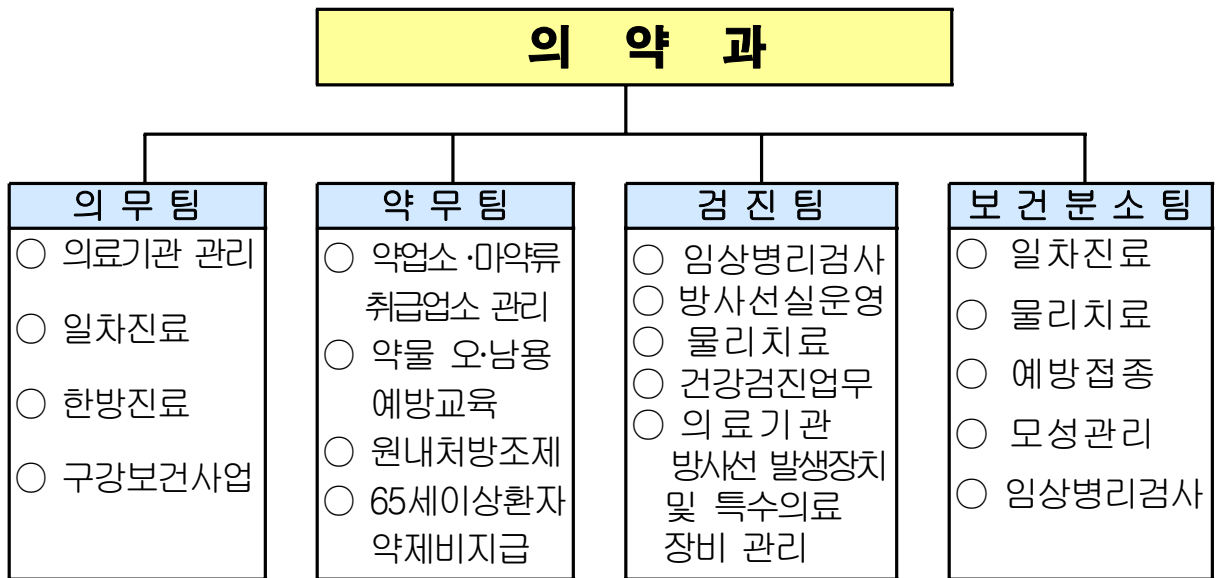 의 약 과
의 무 팀
○ 의료기관 관리
○ 일차진료
○ 한방진료
○ 구강보건사업
약 무 팀
○ 약업소·마약류
취급업소 관리
○ 약물 오·남용
예방교육
○ 원내처방조제
○ 65세이상환자
약제비지급
검 진 팀
○ 임상병리검사
○ 방사선실운영
○ 물리치료
○ 건강검진업무
○ 의료기관
방사선 발생장치
및 특수의료
장비 관리
보 건 분 소 팀
○ 일차진료
○ 물리치료
○ 예방접종
○ 모성관리
○ 임상병리검사